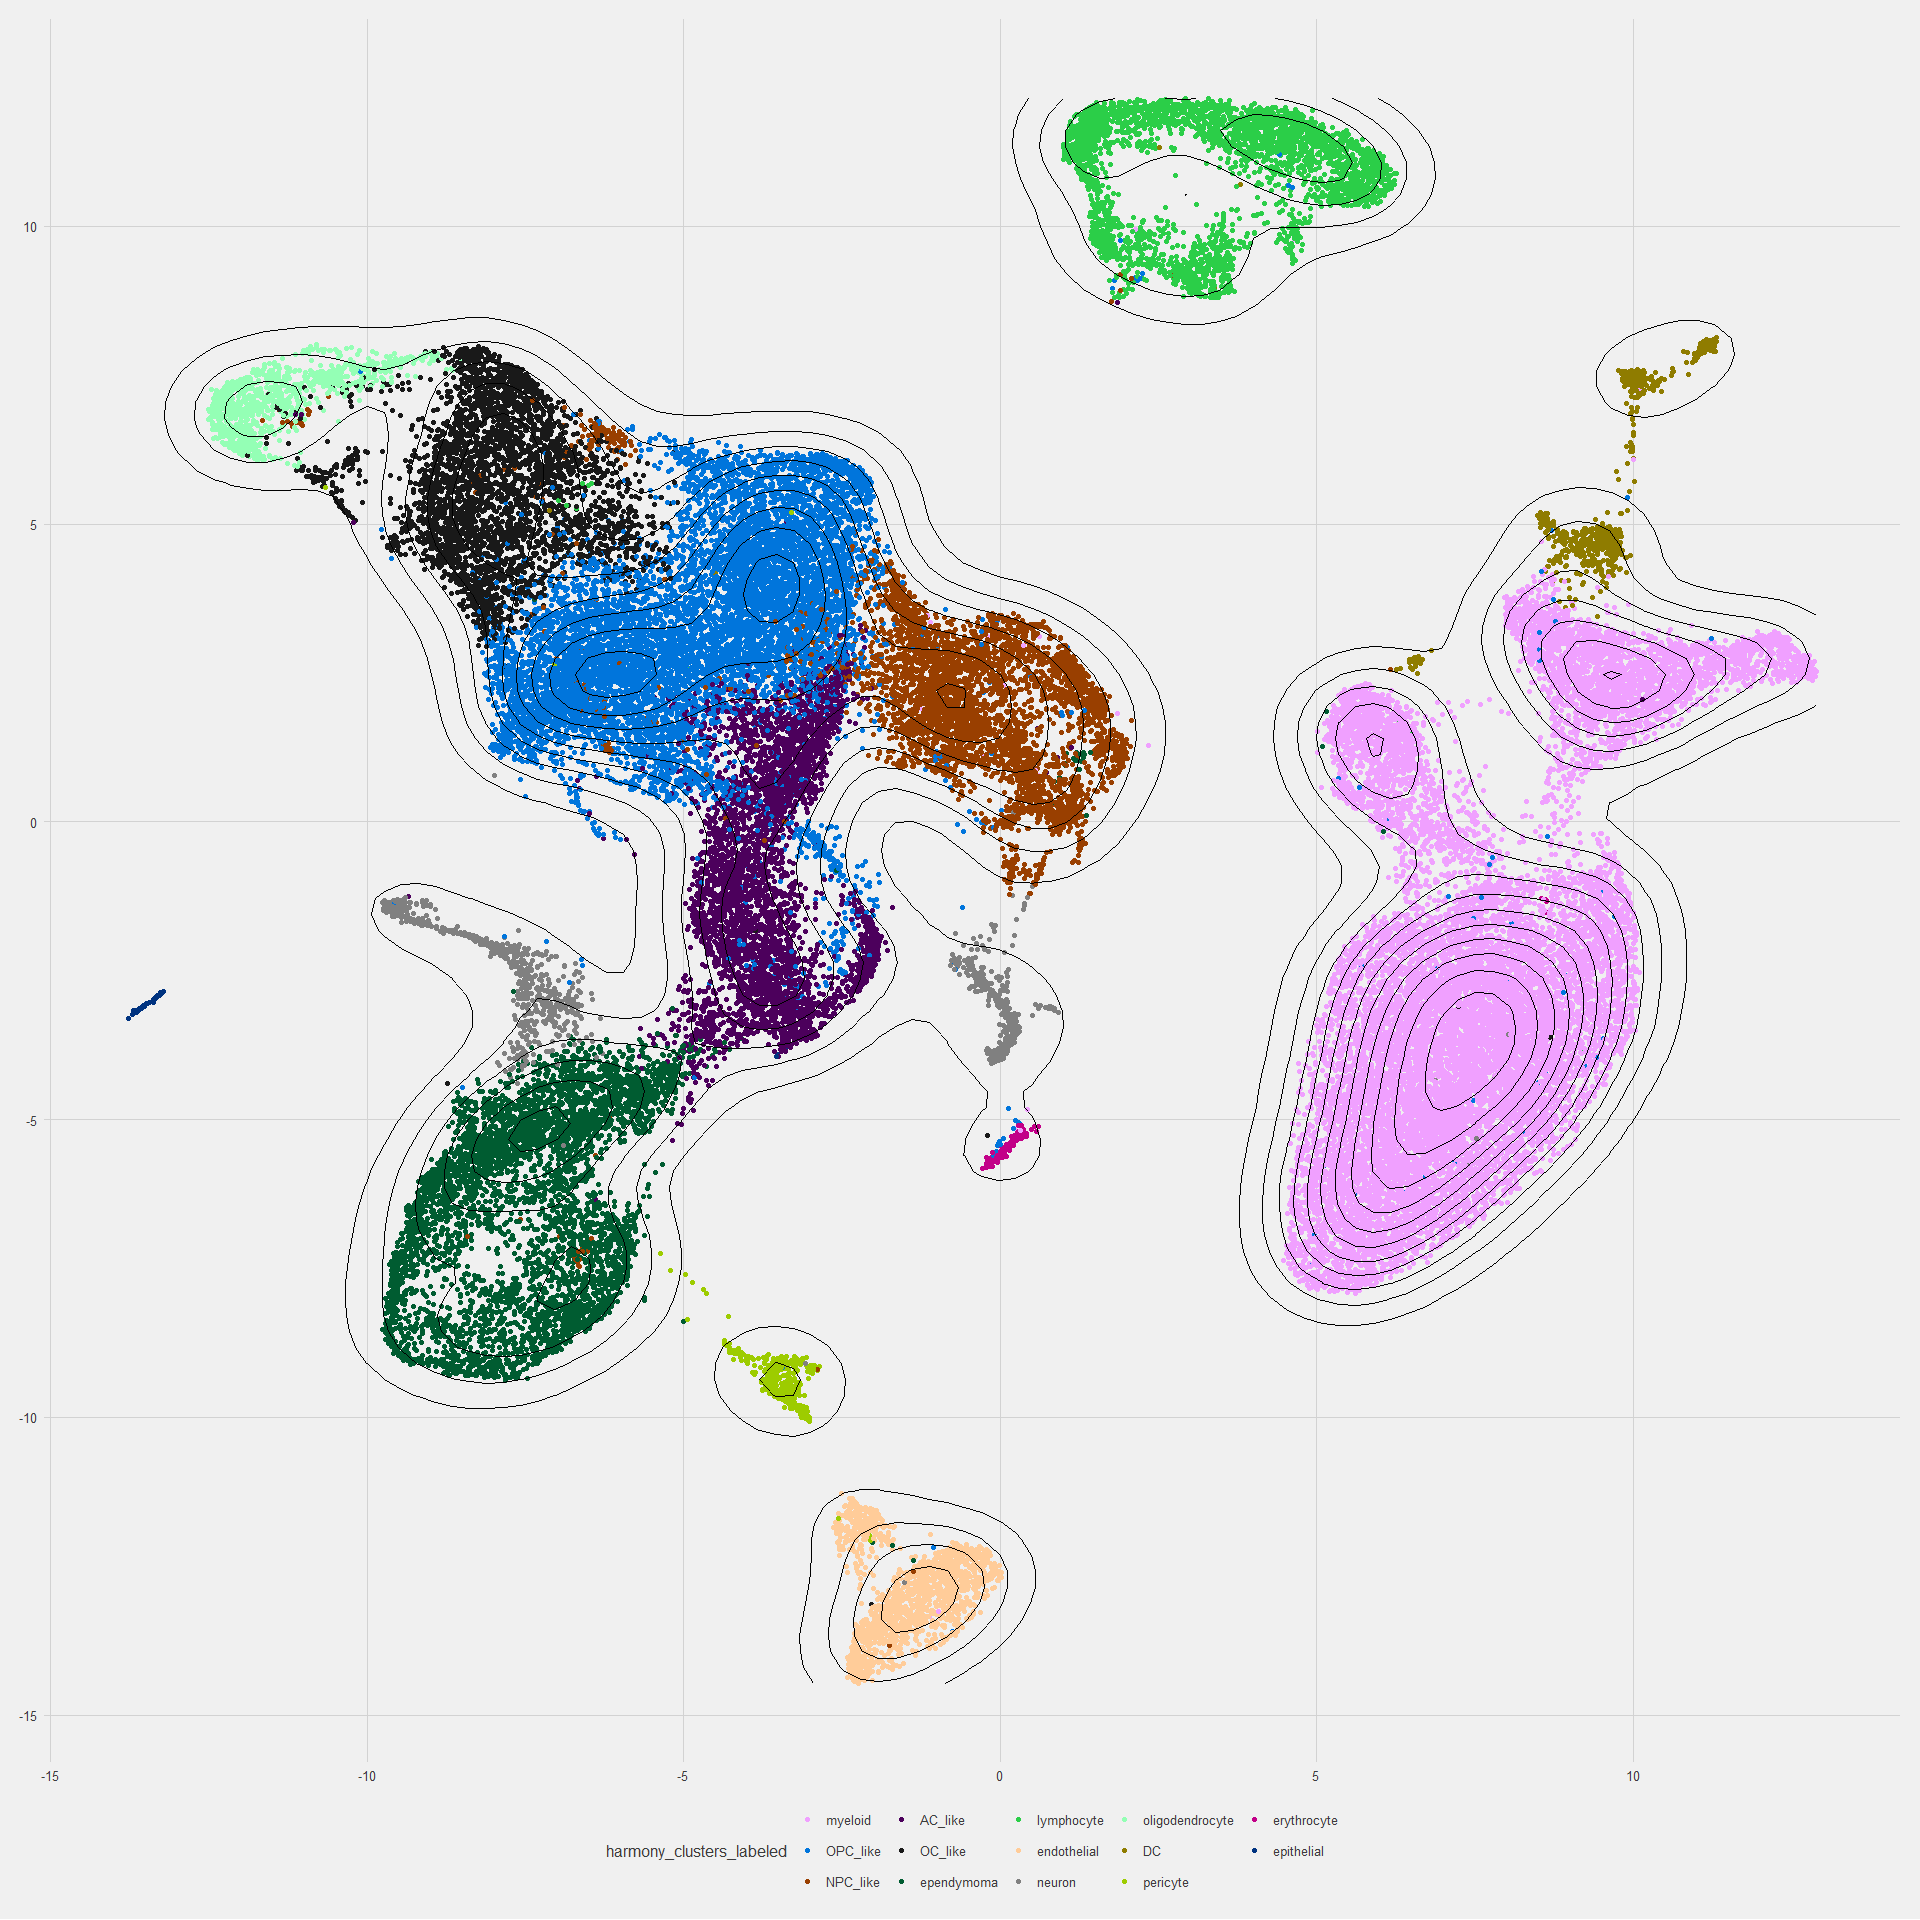 10
5
0
-5
-10
-15
-15 -10 -5 0 5 10
harmony_clusters_labeled
myeloid AC_like lymphocyte oligodendrocyte erythrocyte
OPC_like OC_like endothelial DC epithelial
NPC_like ependymoma neuron pericyte